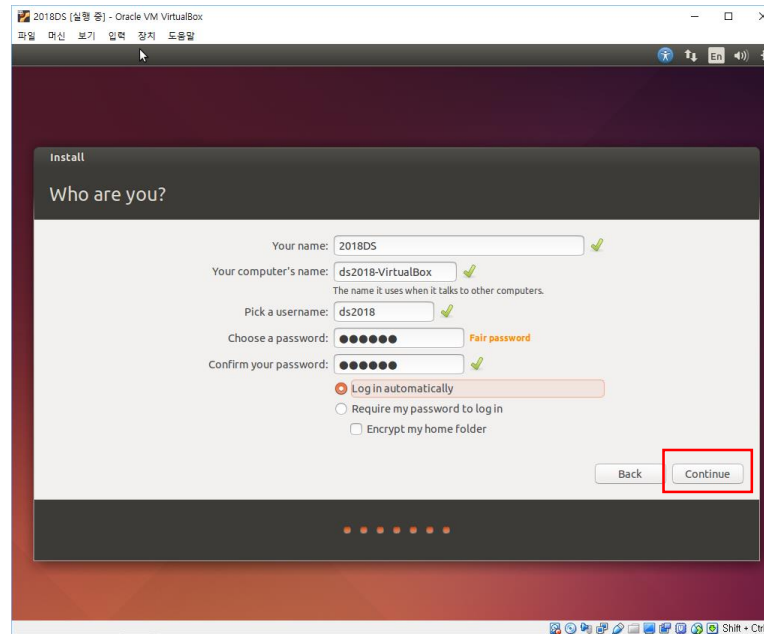 2018DS [실행 중] - Oracle VM VirtualBox
파일 머신 보기 입력 장치 도움말
En
Install
Who are you?
Your name: 2018DS
Your computer's name: ds2018-VirtualBox
The name it uses when it talks to other computers.
Pick a username: ds2018
Choose a password: ●●●●●● Fair password
Confirm your password: ●●●●●●
Log in automatically
Require my password to log in
Encrypt my home folder
Back Continue
Shift + Ctrl